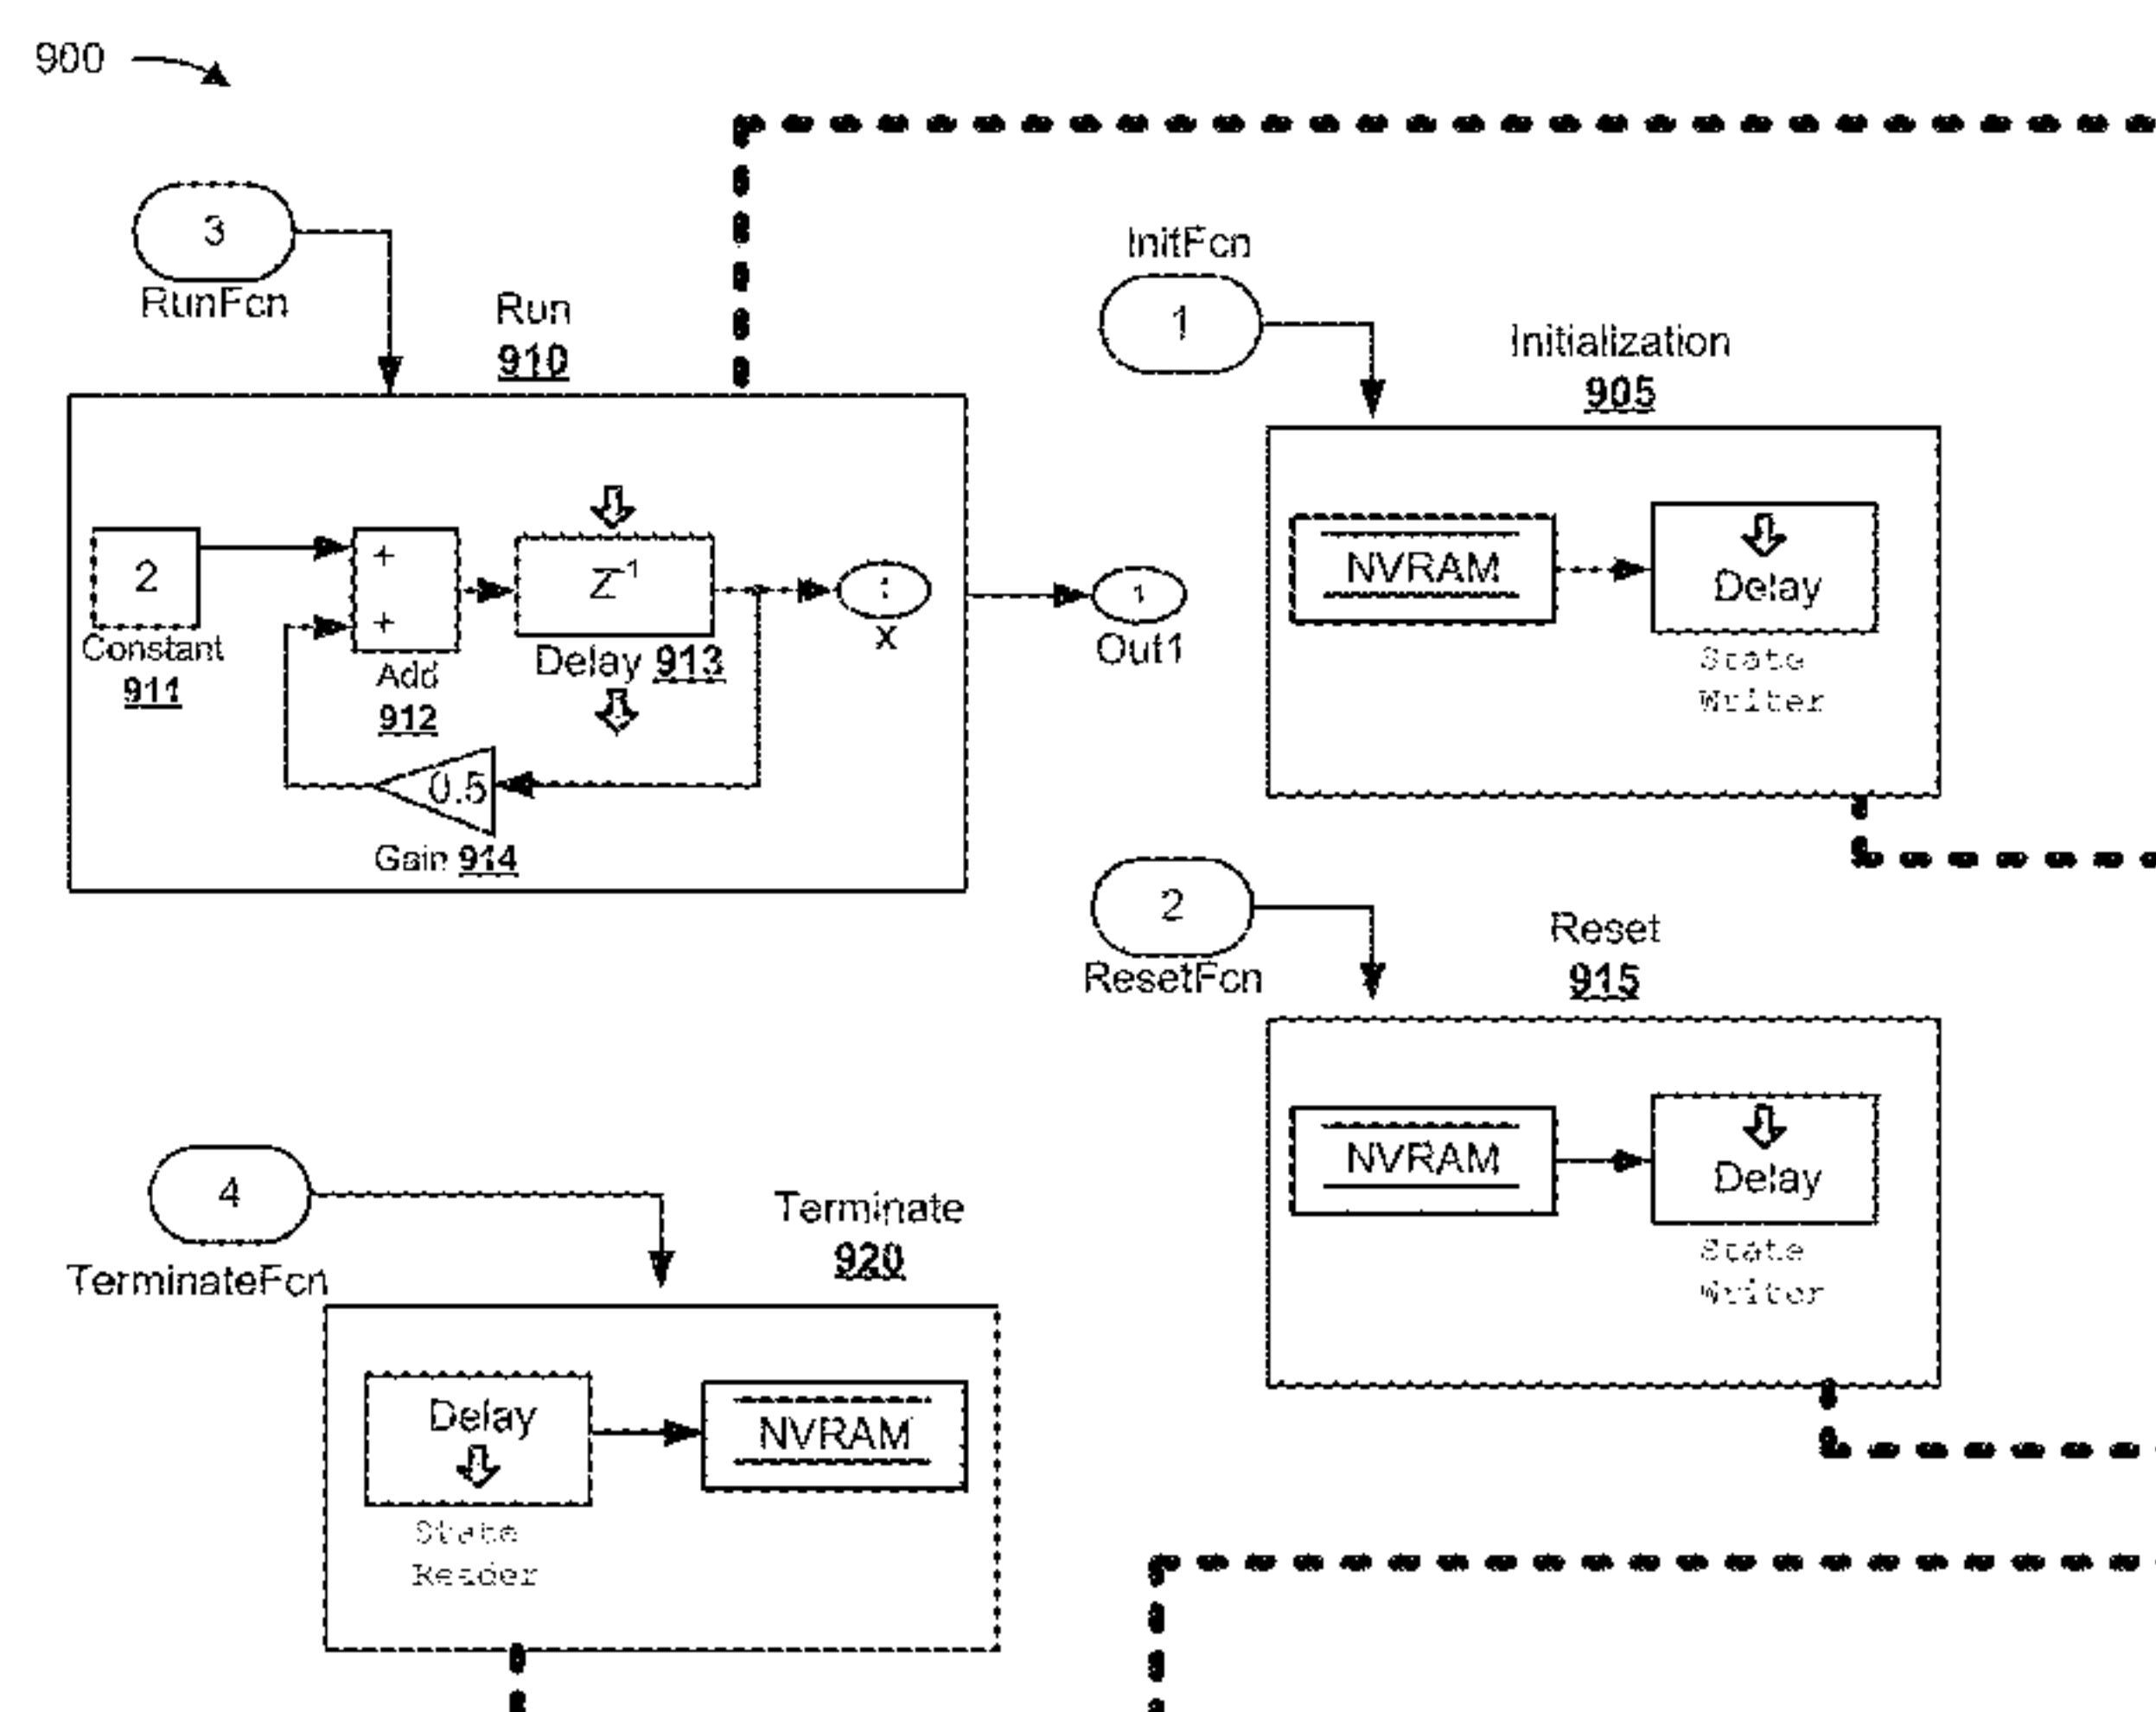 900
3
RunFcn
Run
910
2
Constant
911
+
+
Add
912
Z-1
Delay 913
0.5
Gain 914
1
X
1
Out1
InitFcn
1
Initialization
905
NVRAM
Delay
State
Writer
2
ResetFcn
Reset
915
NVRAM
Delay
State
Writer
4
TerminateFcn
Terminate
920
Delay
State
Reader
NVRAM